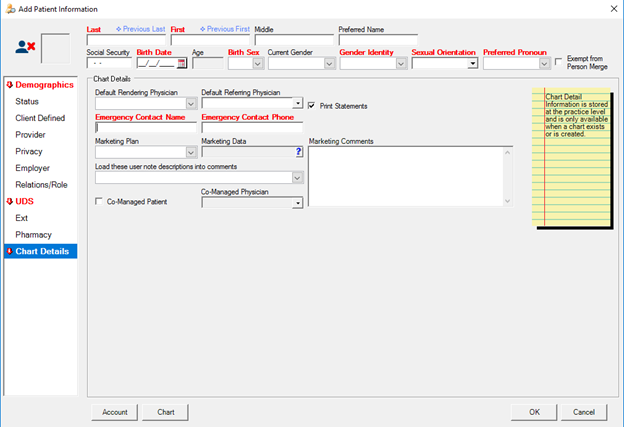 Add Patient Information
Last Previous Last First Previous First Middle Preferred Name
Social Security Birth Date Age Birth Sex Current Gender Gender Identity Sexual Orientation Preferred Pronoun Exempt from
Person Merge
- - __/__/____
Demographics
Status
Client Defined
Provider
Privacy
Employer
Relations/Role
UDS
Ext
Pharmacy
Chart Details
Chart Details
Default Rendering Physician Default Referring Physician
Print Statements
Emergency Contact Name Emergency Contact Phone
Marketing Plan Marketing Data Marketing Comments
?
Load these user note descriptions into comments
Co-Managed Physician
Co-Managed Patient
Chart Detail
Information is stored
at the practice level
and is only available
when a chart exists
or is created.
Account Chart OK Cancel